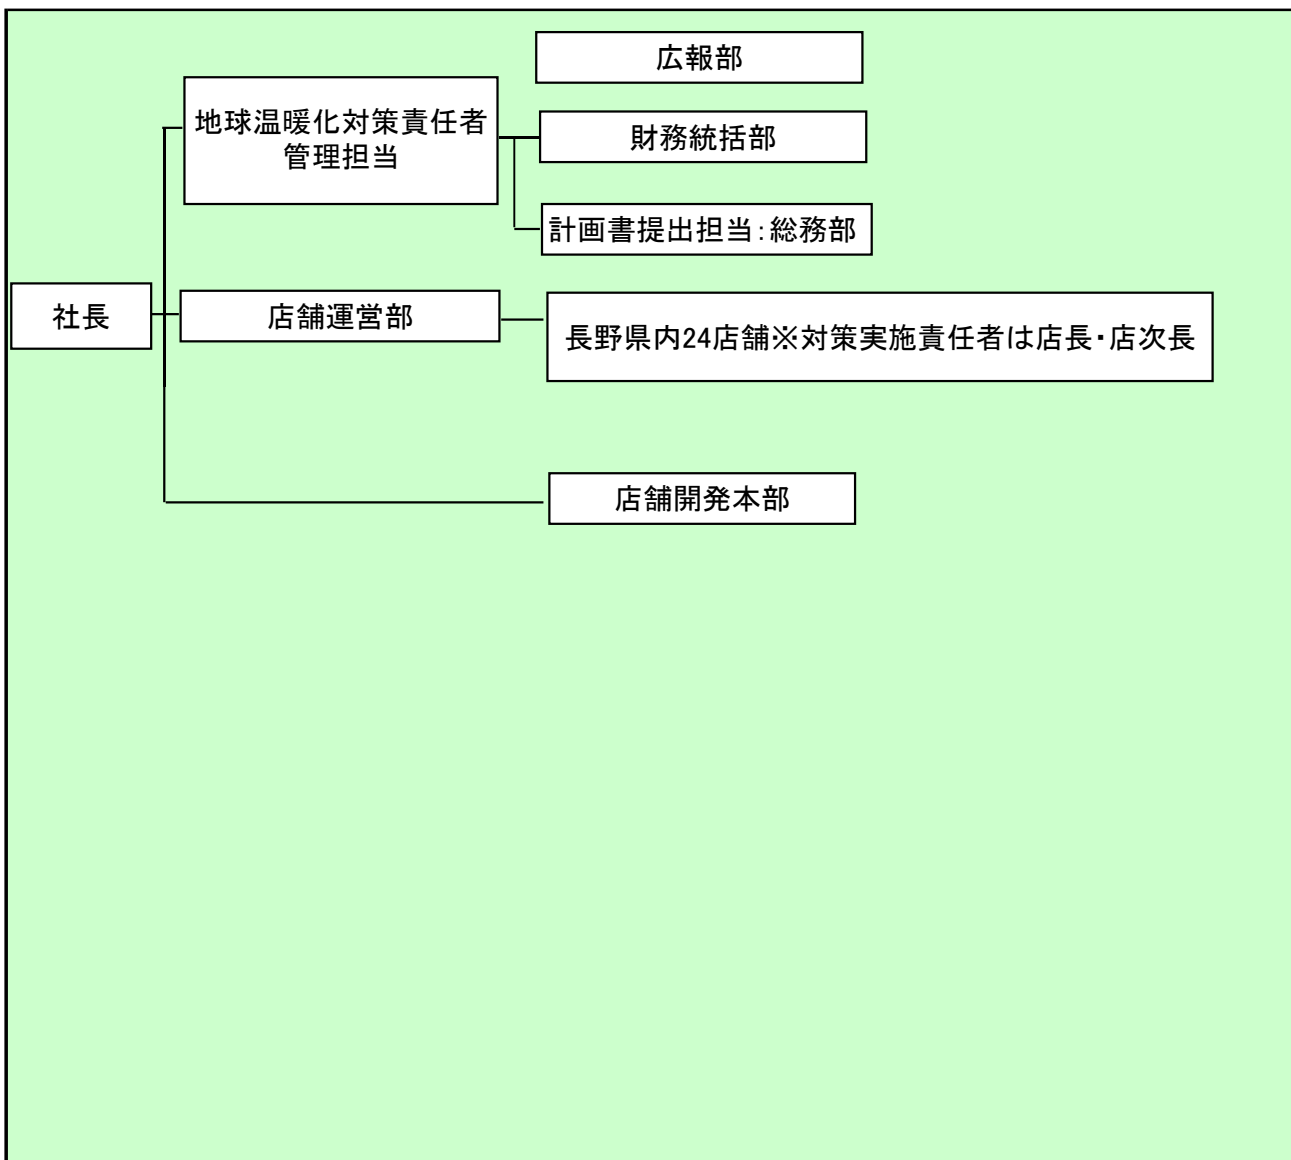 広報部
地球温暖化対策責任者
管理担当
財務統括部
計画書提出担当：総務部
社長
店舗運営部
長野県内24店舗※対策実施責任者は店長・店次長
店舗開発本部